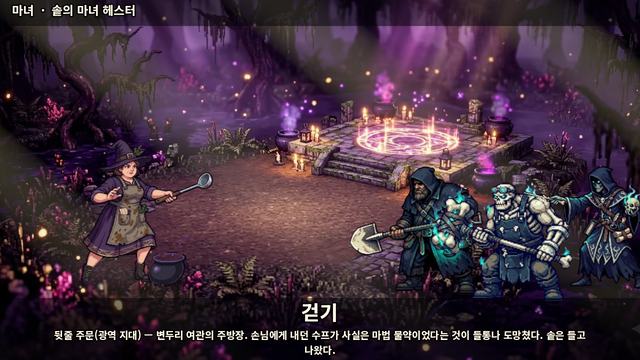 마녀 · 솥의 마녀 헤스터
걷기
뒷줄 주문(광역 지대) — 변두리 여관의 주방장. 손님에게 내던 수프가 사실은 마법 물약이었다는 것이 들통나 도망쳤다. 솥은 들고
나왔다.